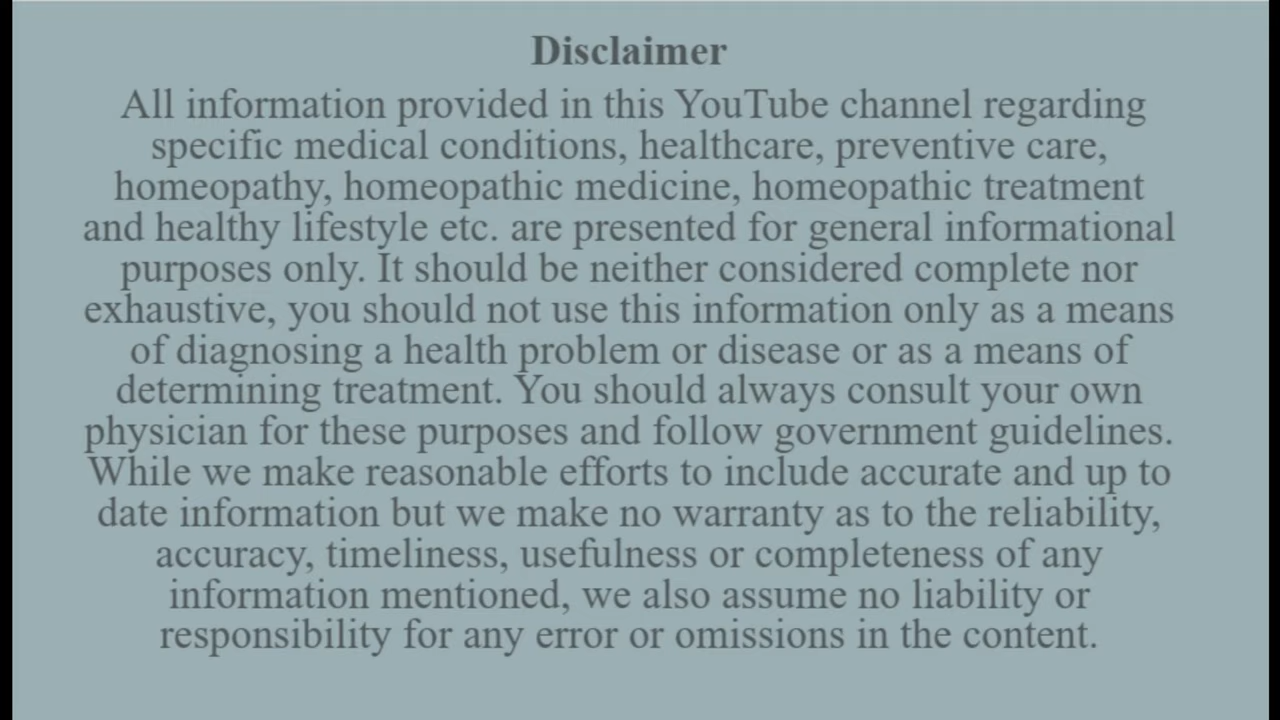 Disclaimer
All information provided in this YouTube channel regarding
specific medical conditions, healthcare, preventive care,
homeopathy, homeopathic medicine, homeopathic treatment
and healthy lifestyle etc. are presented for general informational
purposes only. It should be neither considered complete nor
exhaustive, you should not use this information only as a means
of diagnosing a health problem or disease or as a means of
determining treatment. You should always consult your own
physician for these purposes and follow government guidelines.
While we make reasonable efforts to include accurate and up to
date information but we make no warranty as to the reliability,
accuracy, timeliness, usefulness or completeness of any
information mentioned, we also assume no liability or
responsibility for any error or omissions in the content.